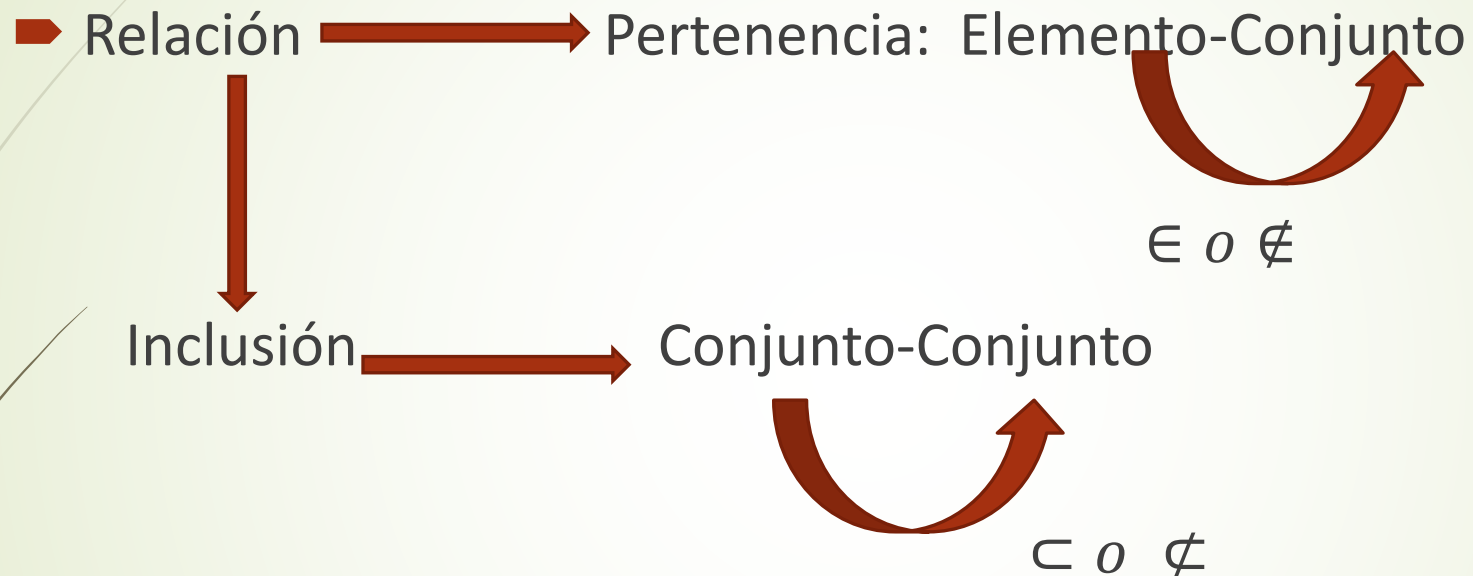 Relación Pertenencia: Elemento-Conjunto
∈ o ∉
Inclusión Conjunto-Conjunto
⊂ o ⊄